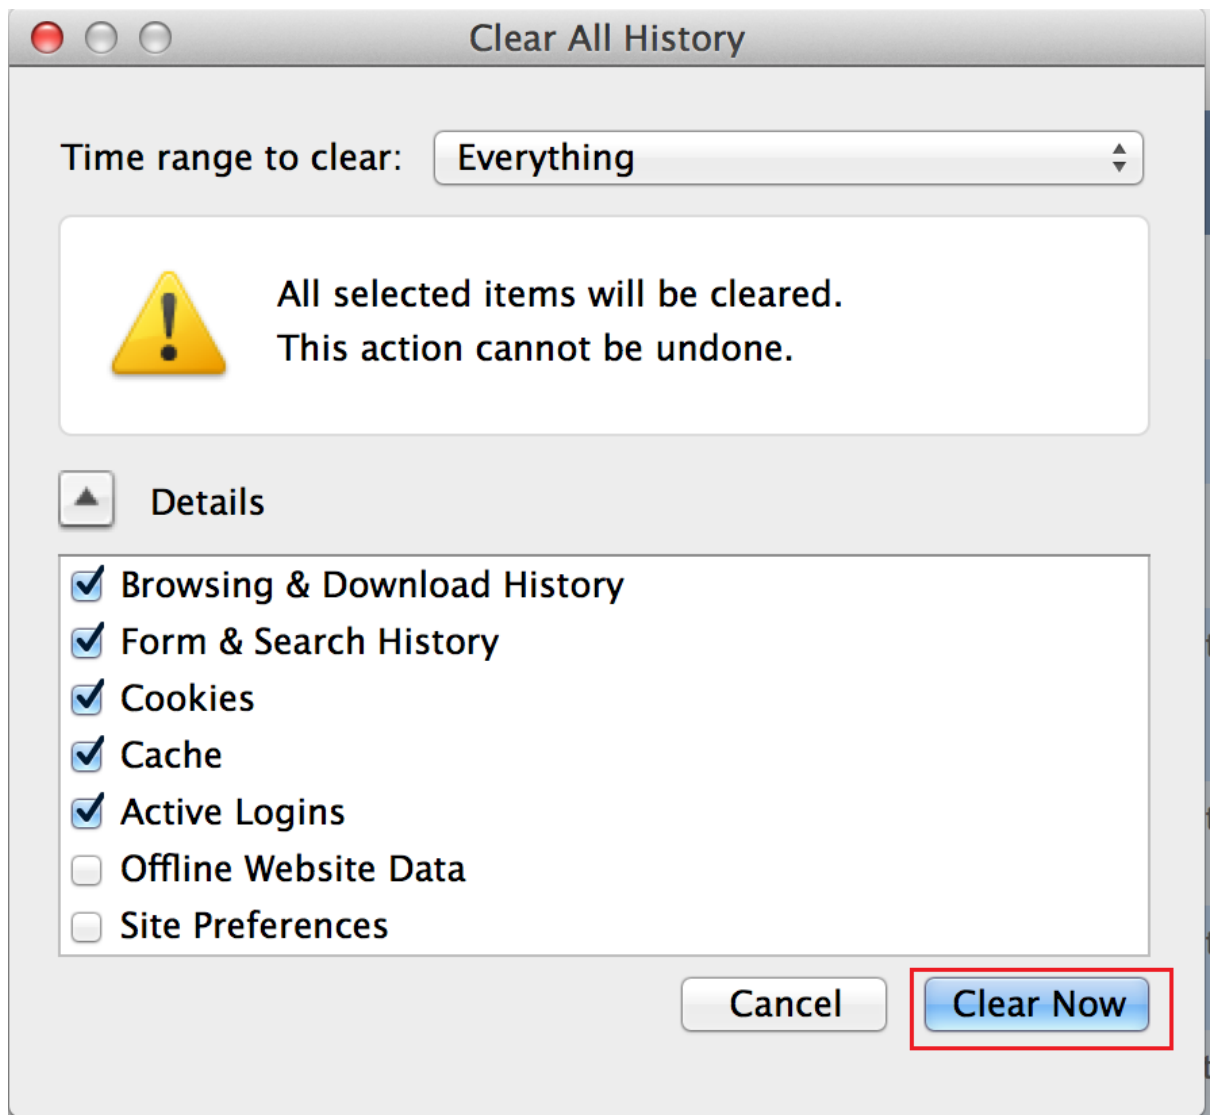 Clear All History
Time range to clear: Everything
All selected items will be cleared.
This action cannot be undone.
Details
Browsing & Download History
Form & Search History
Cookies
Cache
Active Logins
Offline Website Data
Site Preferences
Cancel Clear Now